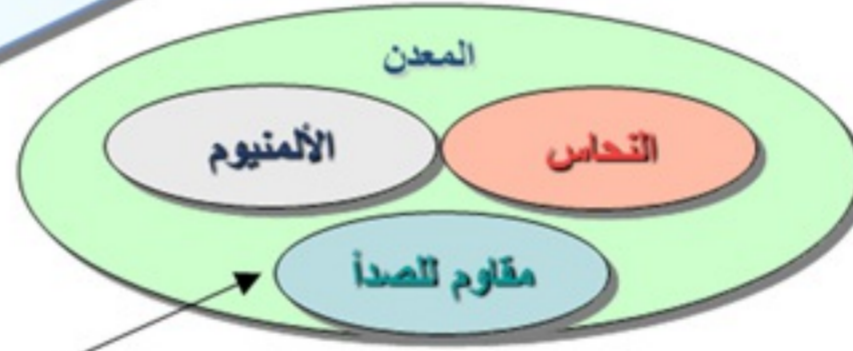 المعدن
النحاس
الألمنيوم
مقاوم للصدأ